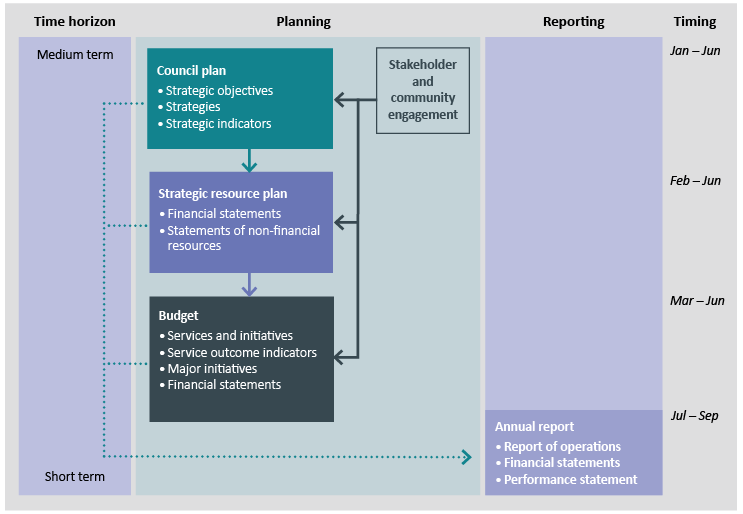 Time horizon
Planning
Reporting
Timing
Medium term
Council plan
• Strategic objectives
• Strategies
• Strategic indicators
Stakeholder
and
community
engagement
Jan – Jun
Strategic resource plan
• Financial statements
• Statements of non-financial
resources
Feb – Jun
Budget
• Services and initiatives
• Service outcome indicators
• Major initiatives
• Financial statements
Mar – Jun
Jul – Sep
Annual report
• Report of operations
• Financial statements
• Performance statement
Short term